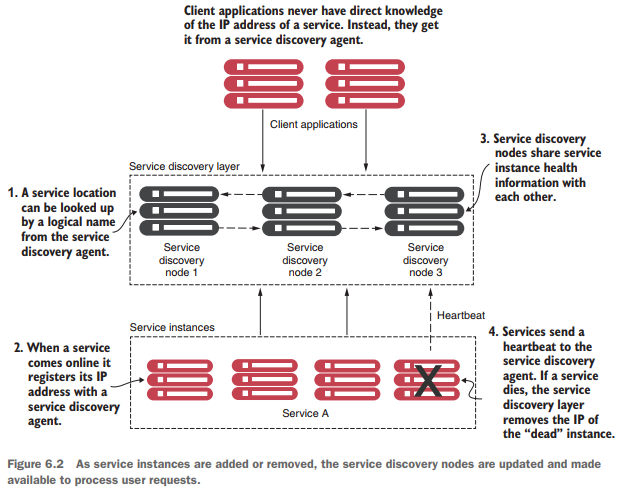 Client applications never have direct knowledge
of the IP address of a service. Instead, they get
it from a service discovery agent.
Client applications
3. Service discovery
nodes share service
instance health
information with
each other.
Service discovery layer
1. A service location
can be looked up
by a logical name
from the service
discovery agent.
Service
discovery
node 1
Service
discovery
node 2
Service
discovery
node 3
Heartbeat
Service instances
2. When a service
comes online it
registers its IP
address with a
service discovery
agent.
4. Services send a
heartbeat to the
service discovery
agent. If a service
dies, the service
discovery layer
removes the IP of
the “dead” instance.
Service A
Figure 6.2 As service instances are added or removed, the service discovery nodes are updated and made
available to process user requests.